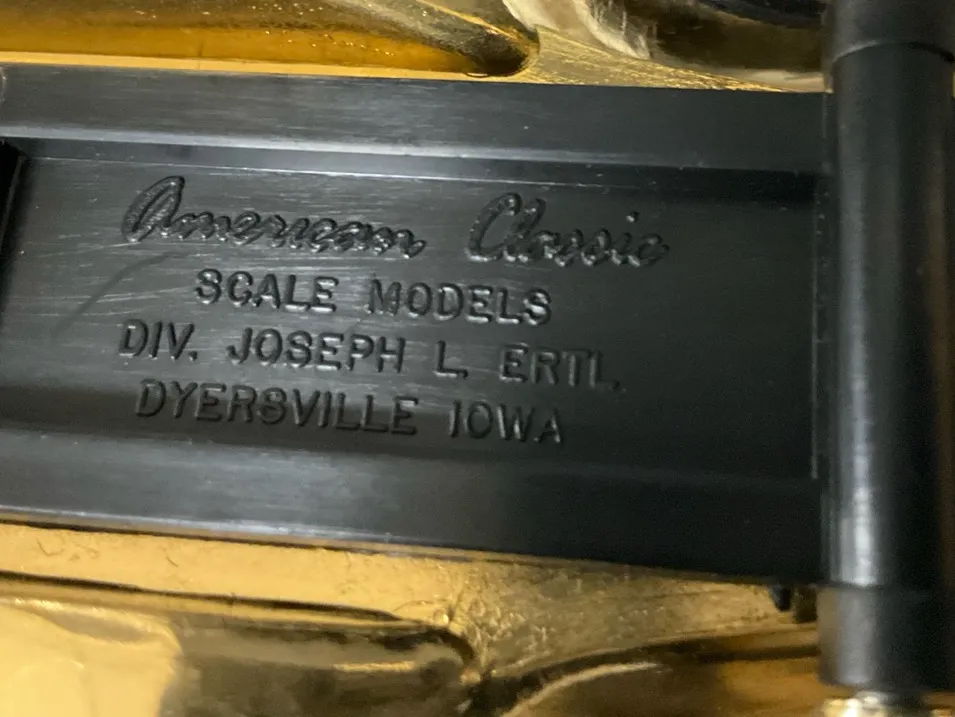 American Classic
SCALE MODELS
DIV. JOSEPH L. ERTL
DYERSVILLE IOWA